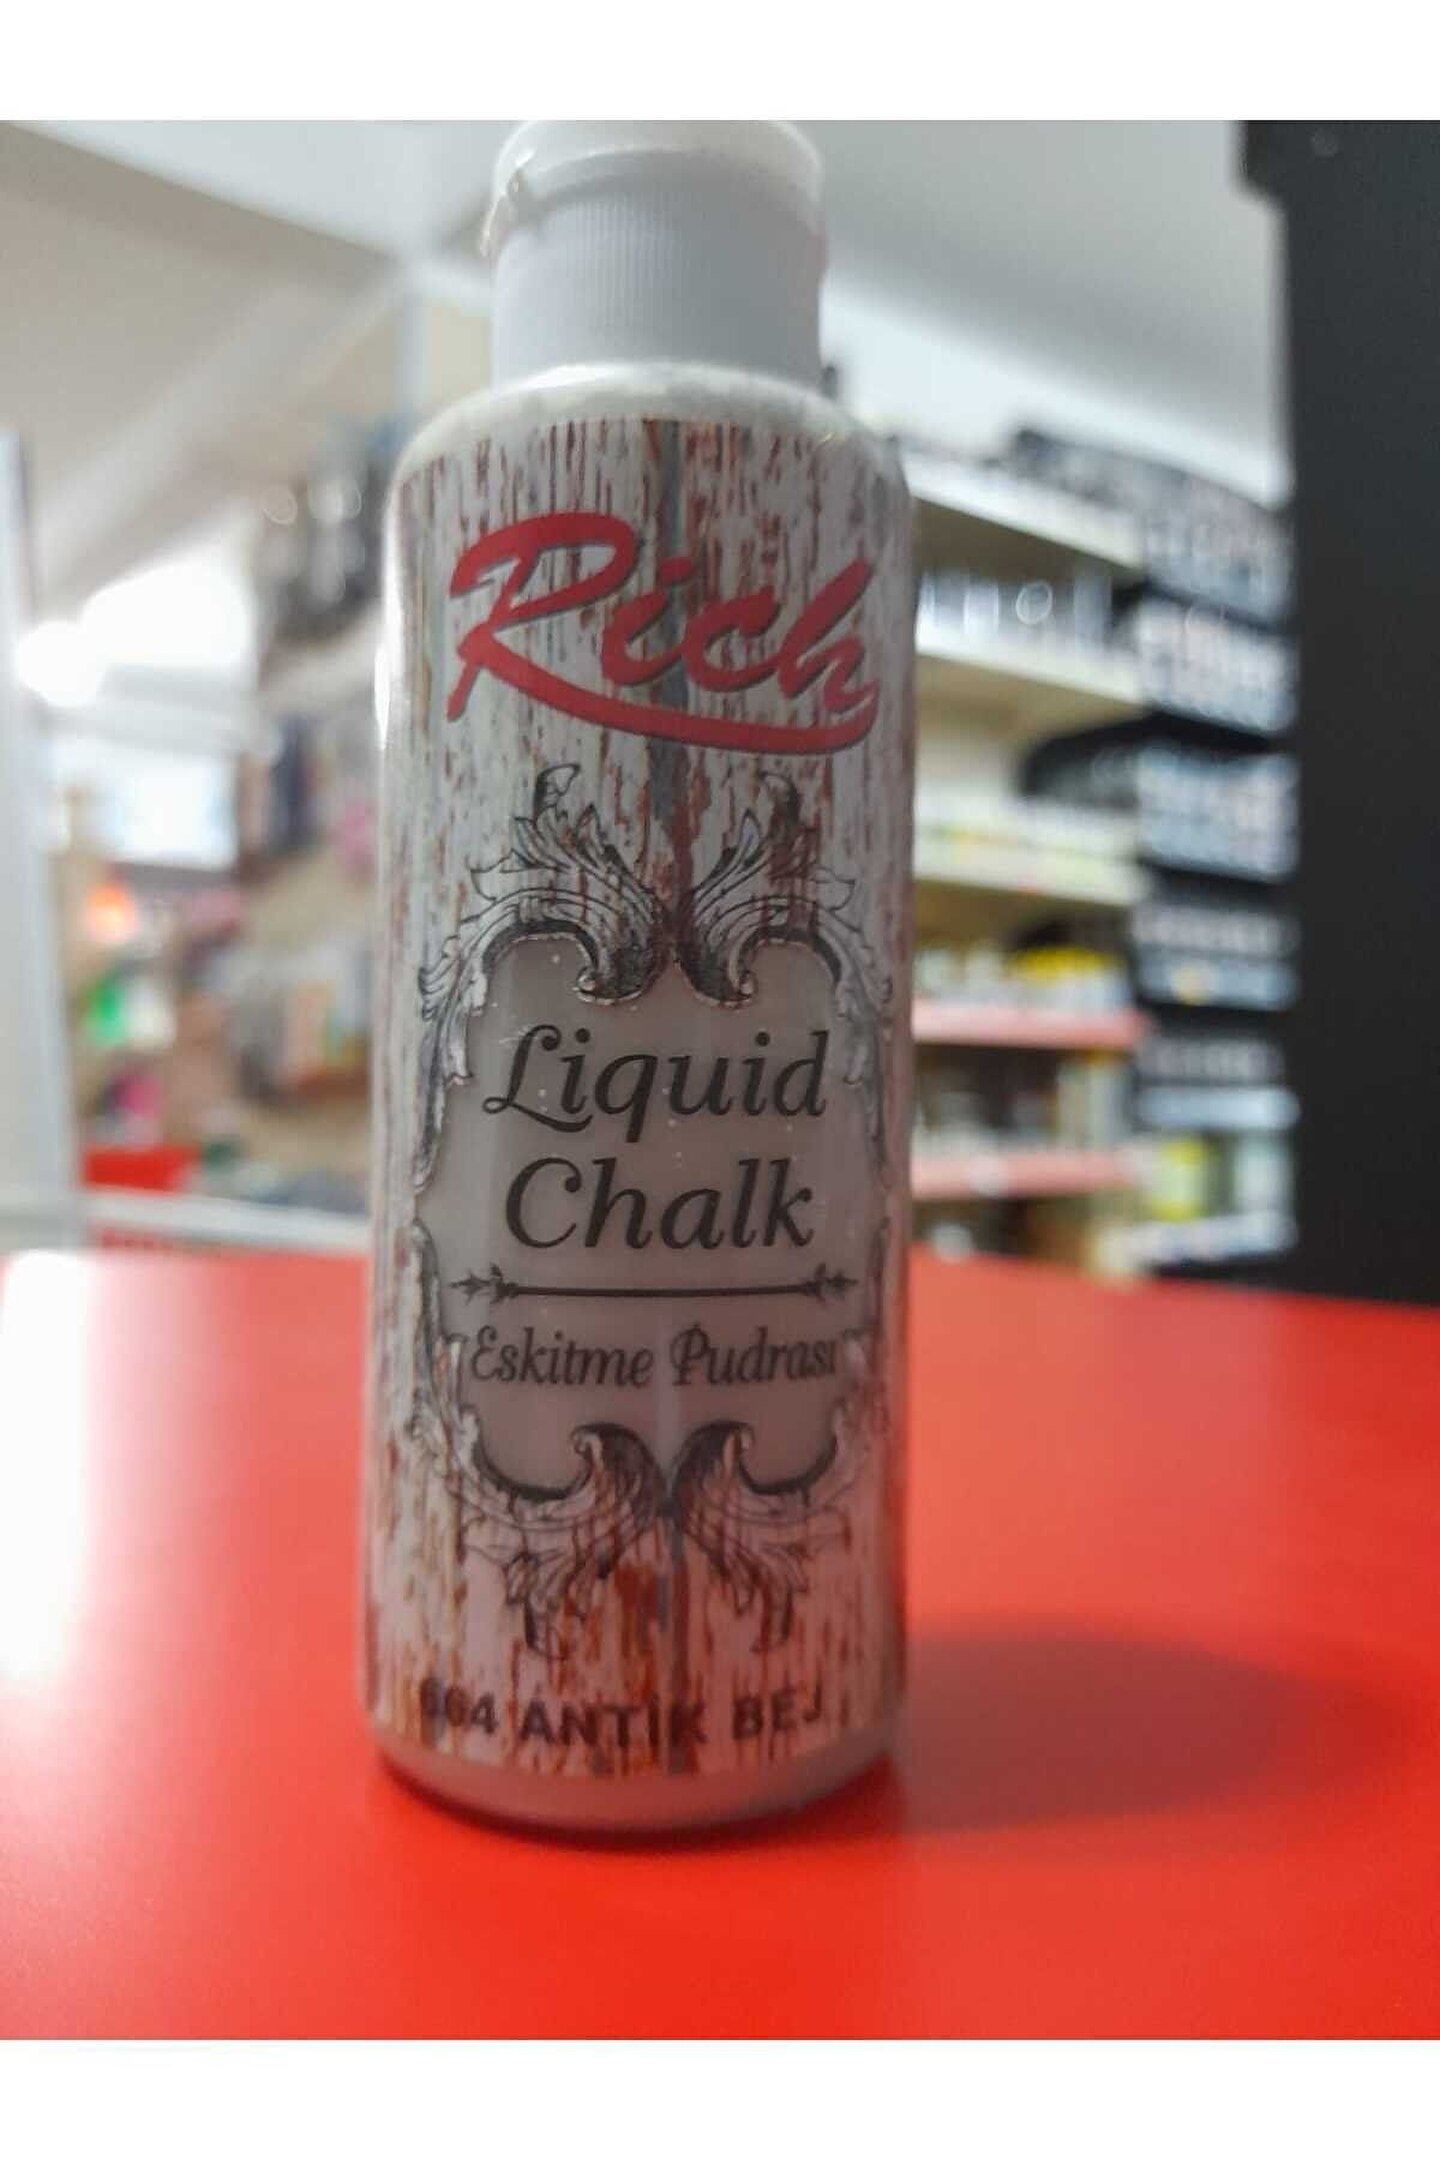 Rich
Liquid
Chalk
Eskitme Pudrası
ANTİK BEJ